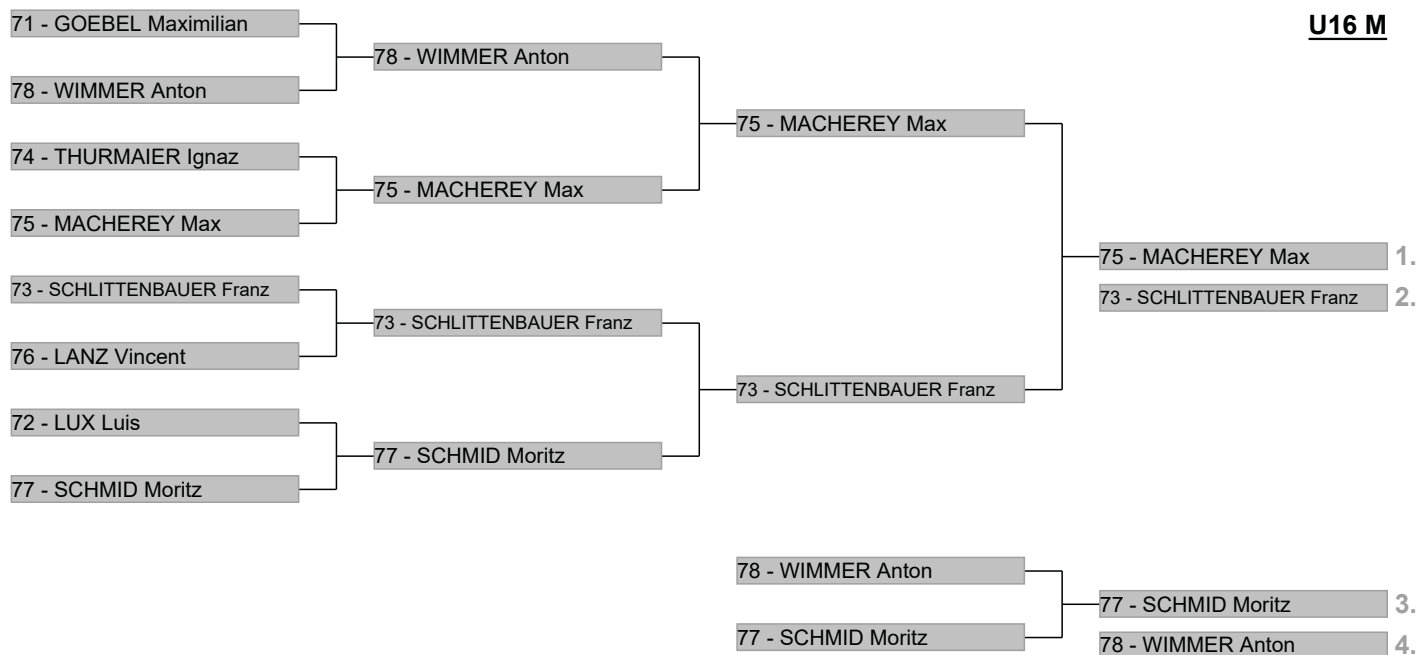 U16 M
71 - GOEBEL Maximilian
78 - WIMMER Anton
74 - THURMAIER Ignaz
75 - MACHEREY Max
73 - SCHLITTENBAUER Franz
76 - LANZ Vincent
72 - LUX Luis
77 - SCHMID Moritz
78 - WIMMER Anton
75 - MACHEREY Max
73 - SCHLITTENBAUER Franz
77 - SCHMID Moritz
75 - MACHEREY Max
73 - SCHLITTENBAUER Franz
75 - MACHEREY Max 1.
73 - SCHLITTENBAUER Franz 2.
78 - WIMMER Anton
77 - SCHMID Moritz
77 - SCHMID Moritz 3.
78 - WIMMER Anton 4.